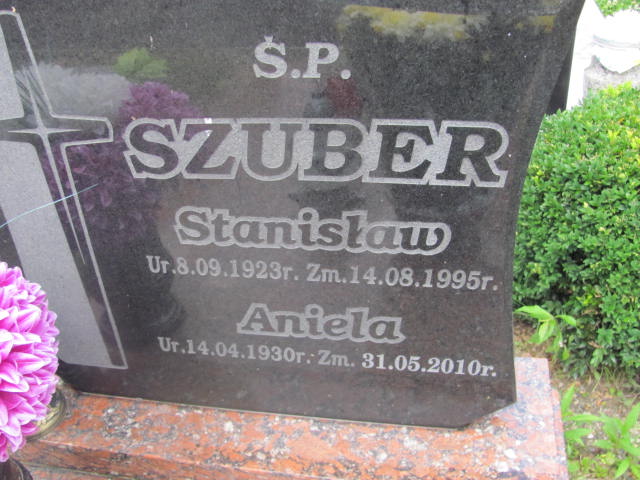 Ś.P.
SZUBER
Stanisław
Ur.8.09.1923r. Zm.14.08.1995r.
Aniela
Ur.14.04.1930r. Zm. 31.05.2010r.